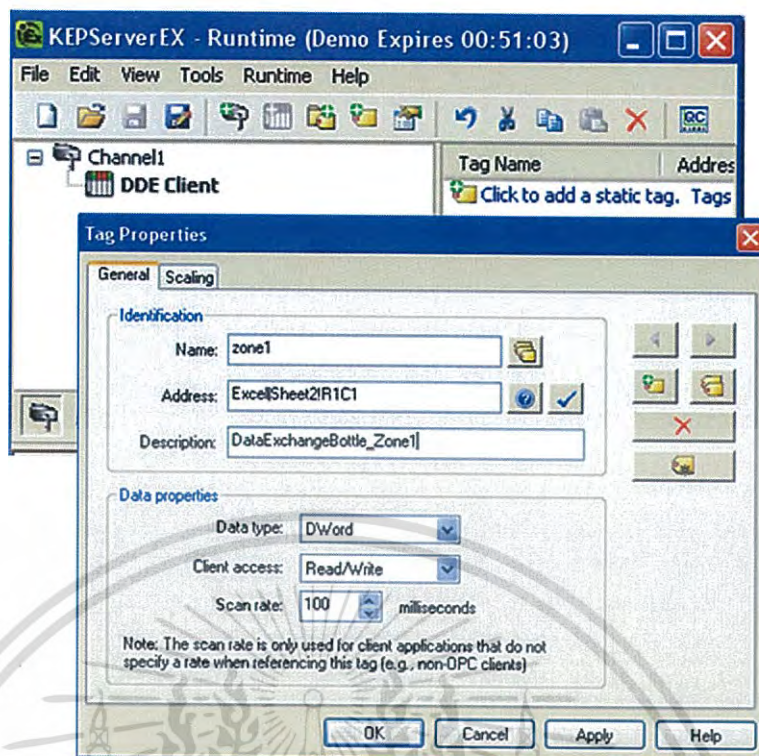 KEPServerEX - Runtime (Demo Expires 00:51:03)
File Edit View Tools Runtime Help
QC
Channel1
DDE Client
Tag Name Addres
Click to add a static tag. Tags
Tag Properties
General Scaling
Identification
Name: zone1
Address: Excel|Sheet2!R1C1
Description: DataExchangeBottle_Zone1
Data properties
Data type: DWord
Client access: Read/Write
Scan rate: 100 milliseconds
Note: The scan rate is only used for client applications that do not
specify a rate when referencing this tag (e.g., non-OPC clients)
OK Cancel Apply Help